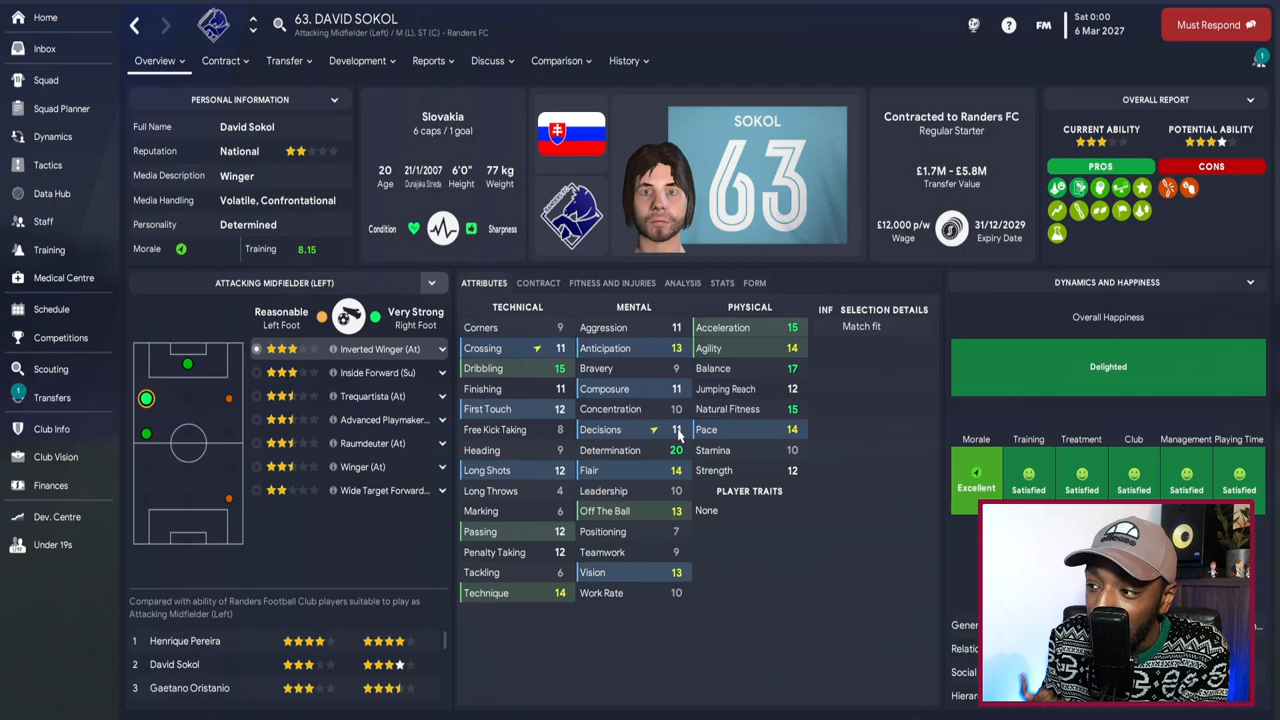 Home
63. DAVID SOKOL
Attacking Midfielder (Left) / M (L), ST (C) - Randers FC
FM
Sat 0:00
6 Mar 2027
Must Respond
Inbox
Squad
Squad Planner
Dynamics
Tactics
Data Hub
Staff
Training
Medical Centre
Schedule
Competitions
Scouting
1
Transfers
Club Info
Club Vision
Finances
Dev. Centre
Under 19s
Overview
Contract
Transfer
Development
Reports
Discuss
Comparison
History
1
PERSONAL INFORMATION
Full Name David Sokol
Reputation National
Media Description Winger
Media Handling Volatile, Confrontational
Personality Determined
Morale Training 8.15
Slovakia
6 caps / 1 goal
20 21/1/2007 6'0" 77 kg
Age Dunajska Streda Height Weight
Condition Sharpness
SOKOL
63
Contracted to Randers FC
Regular Starter
£1.7M - £5.8M
Transfer Value
£12,000 p/w 31/12/2029
Wage Expiry Date
OVERALL REPORT
CURRENT ABILITY POTENTIAL ABILITY
PROS CONS
ATTACKING MIDFIELDER (LEFT)
Reasonable Very Strong
Left Foot Right Foot
Inverted Winger (At)
Inside Forward (Su)
Trequartista (At)
Advanced Playmaker...
Raumdeuter (At)
Winger (At)
Wide Target Forward...
Compared with ability of Randers Football Club players suitable to play as
Attacking Midfielder (Left)
1 Henrique Pereira
2 David Sokol
3 Gaetano Oristanio
ATTRIBUTES CONTRACT FITNESS AND INJURIES ANALYSIS STATS FORM
TECHNICAL
Corners 9
Crossing 11
Dribbling 15
Finishing 11
First Touch 12
Free Kick Taking 8
Heading 9
Long Shots 12
Long Throws 4
Marking 6
Passing 12
Penalty Taking 12
Tackling 6
Technique 14
MENTAL
Aggression 11
Anticipation 13
Bravery 9
Composure 11
Concentration 10
Decisions 11
Determination 20
Flair 14
Leadership 10
Off The Ball 13
Positioning 7
Teamwork 9
Vision 13
Work Rate 10
PHYSICAL
Acceleration 15
Agility 14
Balance 17
Jumping Reach 12
Natural Fitness 15
Pace 14
Stamina 10
Strength 12
PLAYER TRAITS
None
INF SELECTION DETAILS
Match fit
DYNAMICS AND HAPPINESS
Overall Happiness
Delighted
Morale Training Treatment Club Management Playing Time
Excellent Satisfied Satisfied Satisfied Satisfied Satisfied
Gener
Relati
Social
Hierar